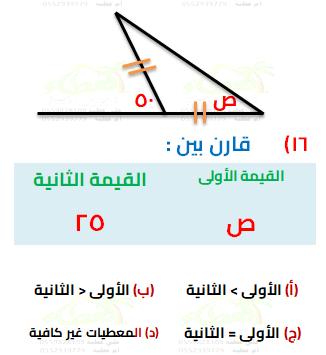 ٥٠ ص
١٦) قارن بين :
القيمة الأولى القيمة الثانية
ص ٢٥
(أ) الأولى > الثانية (ب) الأولى < الثانية
(ج) الأولى = الثانية (د) المعطيات غير كافية